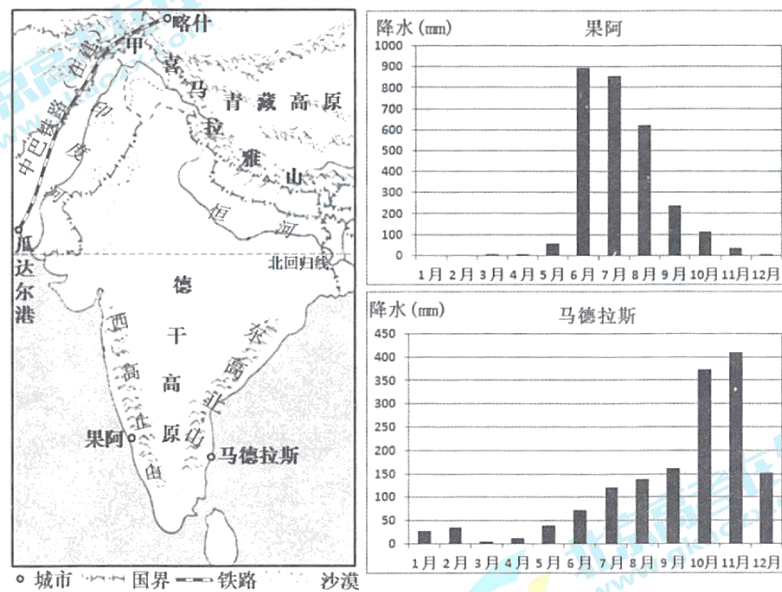 喀什
甲
喜
马
拉
雅
山
青藏高原
中巴铁路(在建)
印
度
河
恒
河
瓜达尔港
北回归线
德干高原
西高止山
东高止山
果阿
马德拉斯
城市
国界
铁路
沙漠
降水(mm)
果阿
1000
900
800
700
600
500
400
300
200
100
0
1月 2月 3月 4月 5月 6月 7月 8月 9月 10月 11月 12月
降水(mm)
马德拉斯
450
400
350
300
250
200
150
100
50
0
1月 2月 3月 4月 5月 6月 7月 8月 9月 10月 11月 12月